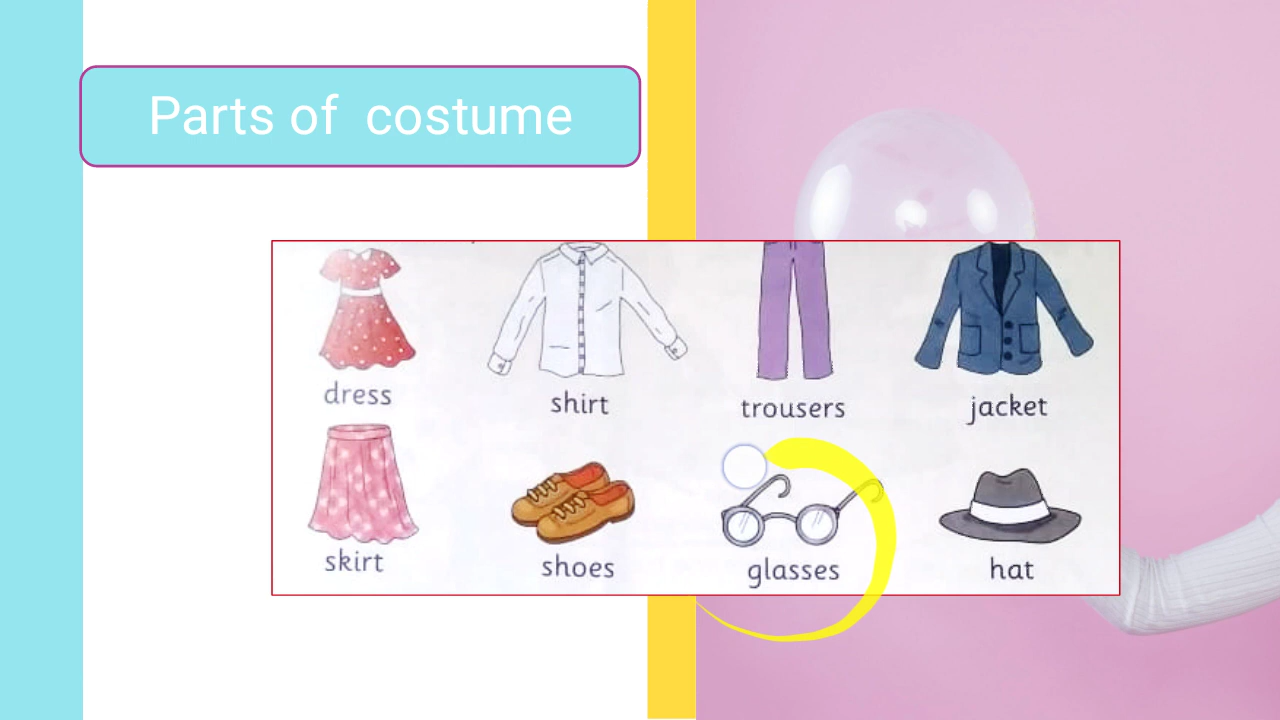 Parts of  costume
dress
shirt
trousers
jacket
skirt
shoes
glasses
hat